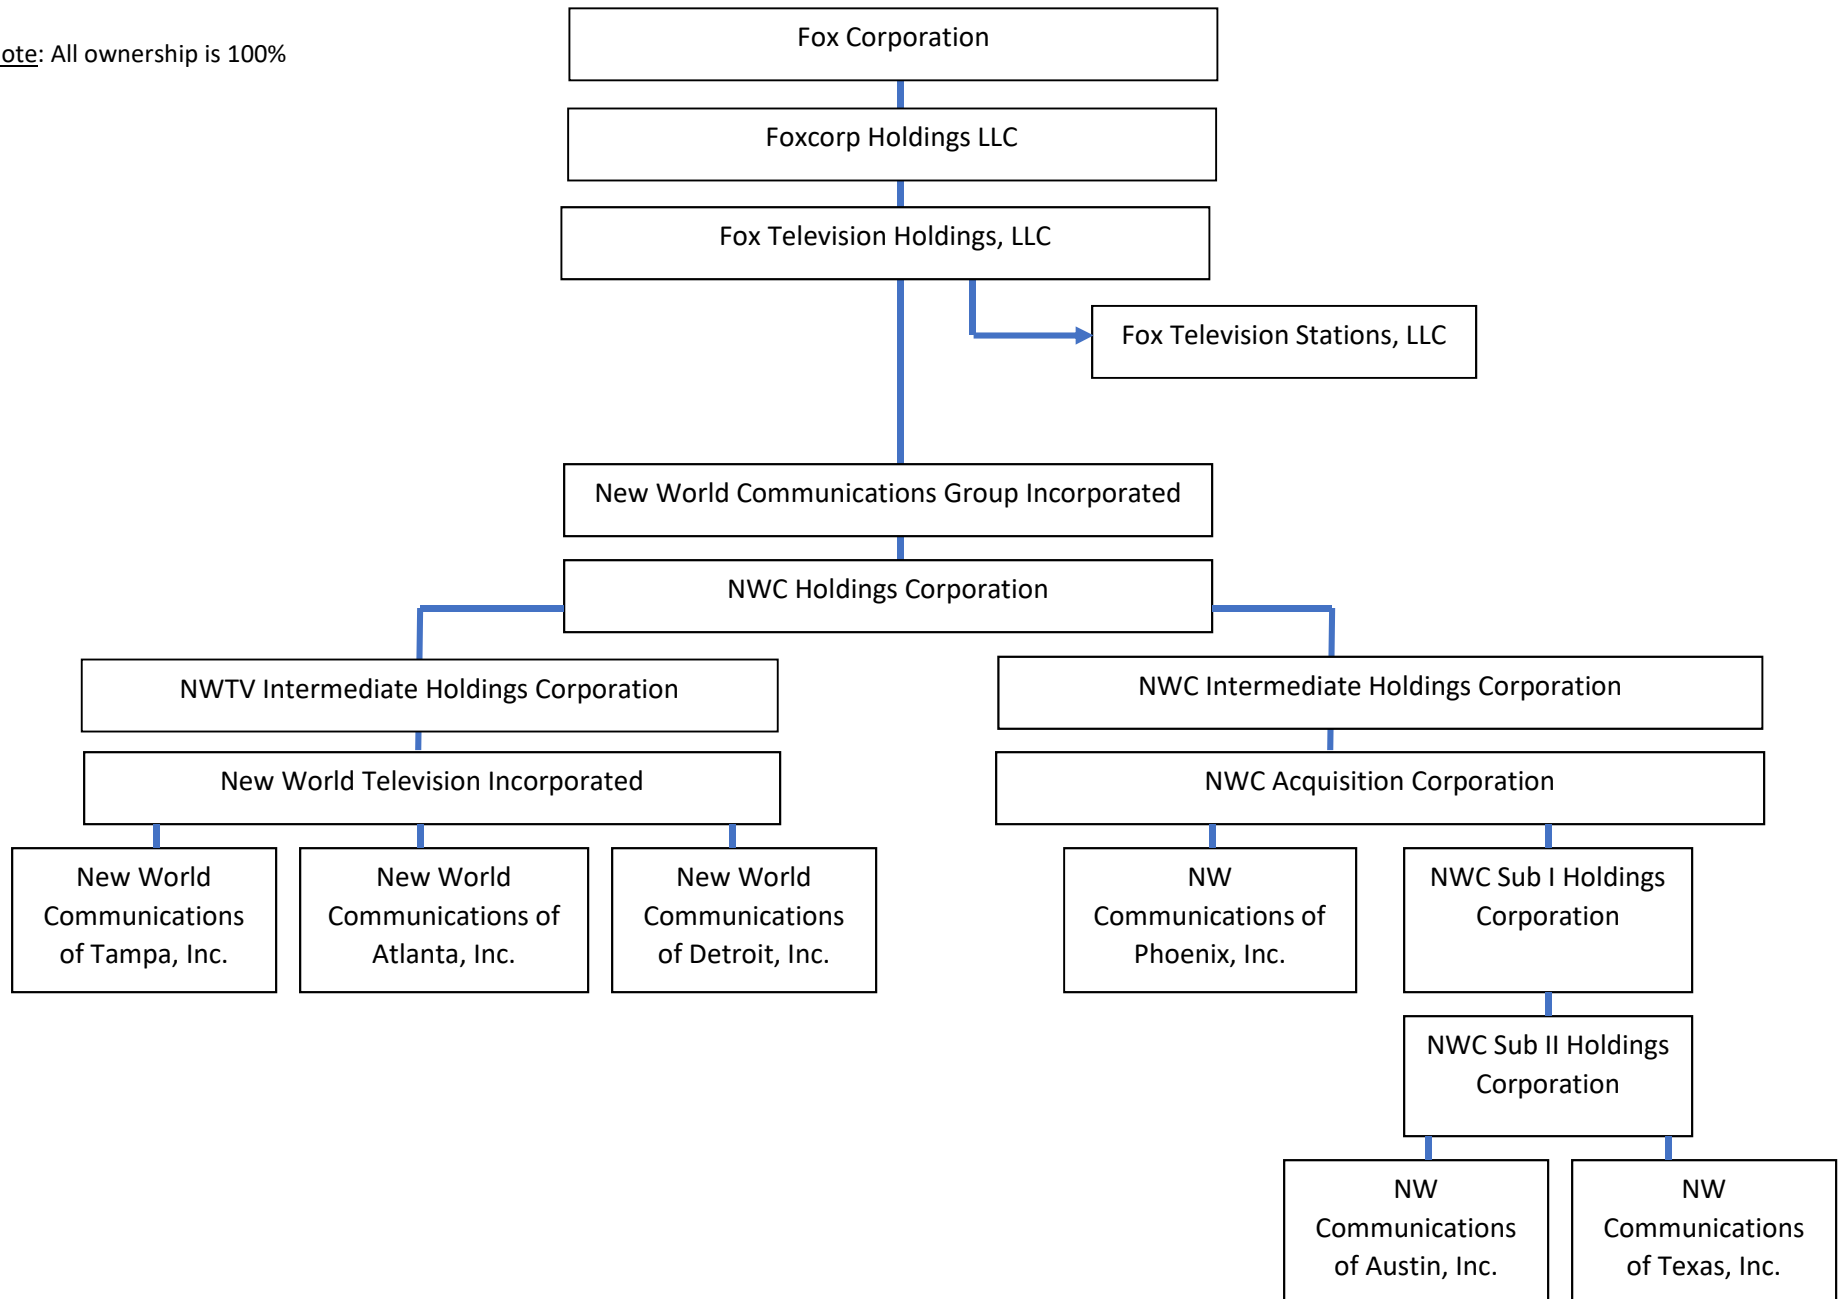 Fox Corporation
ote: All ownership is 100%
Foxcorp Holdings LLC
Fox Television Holdings, LLC
Fox Television Stations, LLC
New World Communications Group Incorporated
NWC Holdings Corporation
NWTV Intermediate Holdings Corporation
NWC Intermediate Holdings Corporation
New World Television Incorporated
NWC Acquisition Corporation
New World
Communications
of Tampa, Inc.
New World
Communications of
Atlanta, Inc.
New World
Communications
of Detroit, Inc.
NW
Communications of
Phoenix, Inc.
NWC Sub I Holdings
Corporation
NWC Sub II Holdings
Corporation
NW
Communications
of Austin, Inc.
NW
Communications
of Texas, Inc.